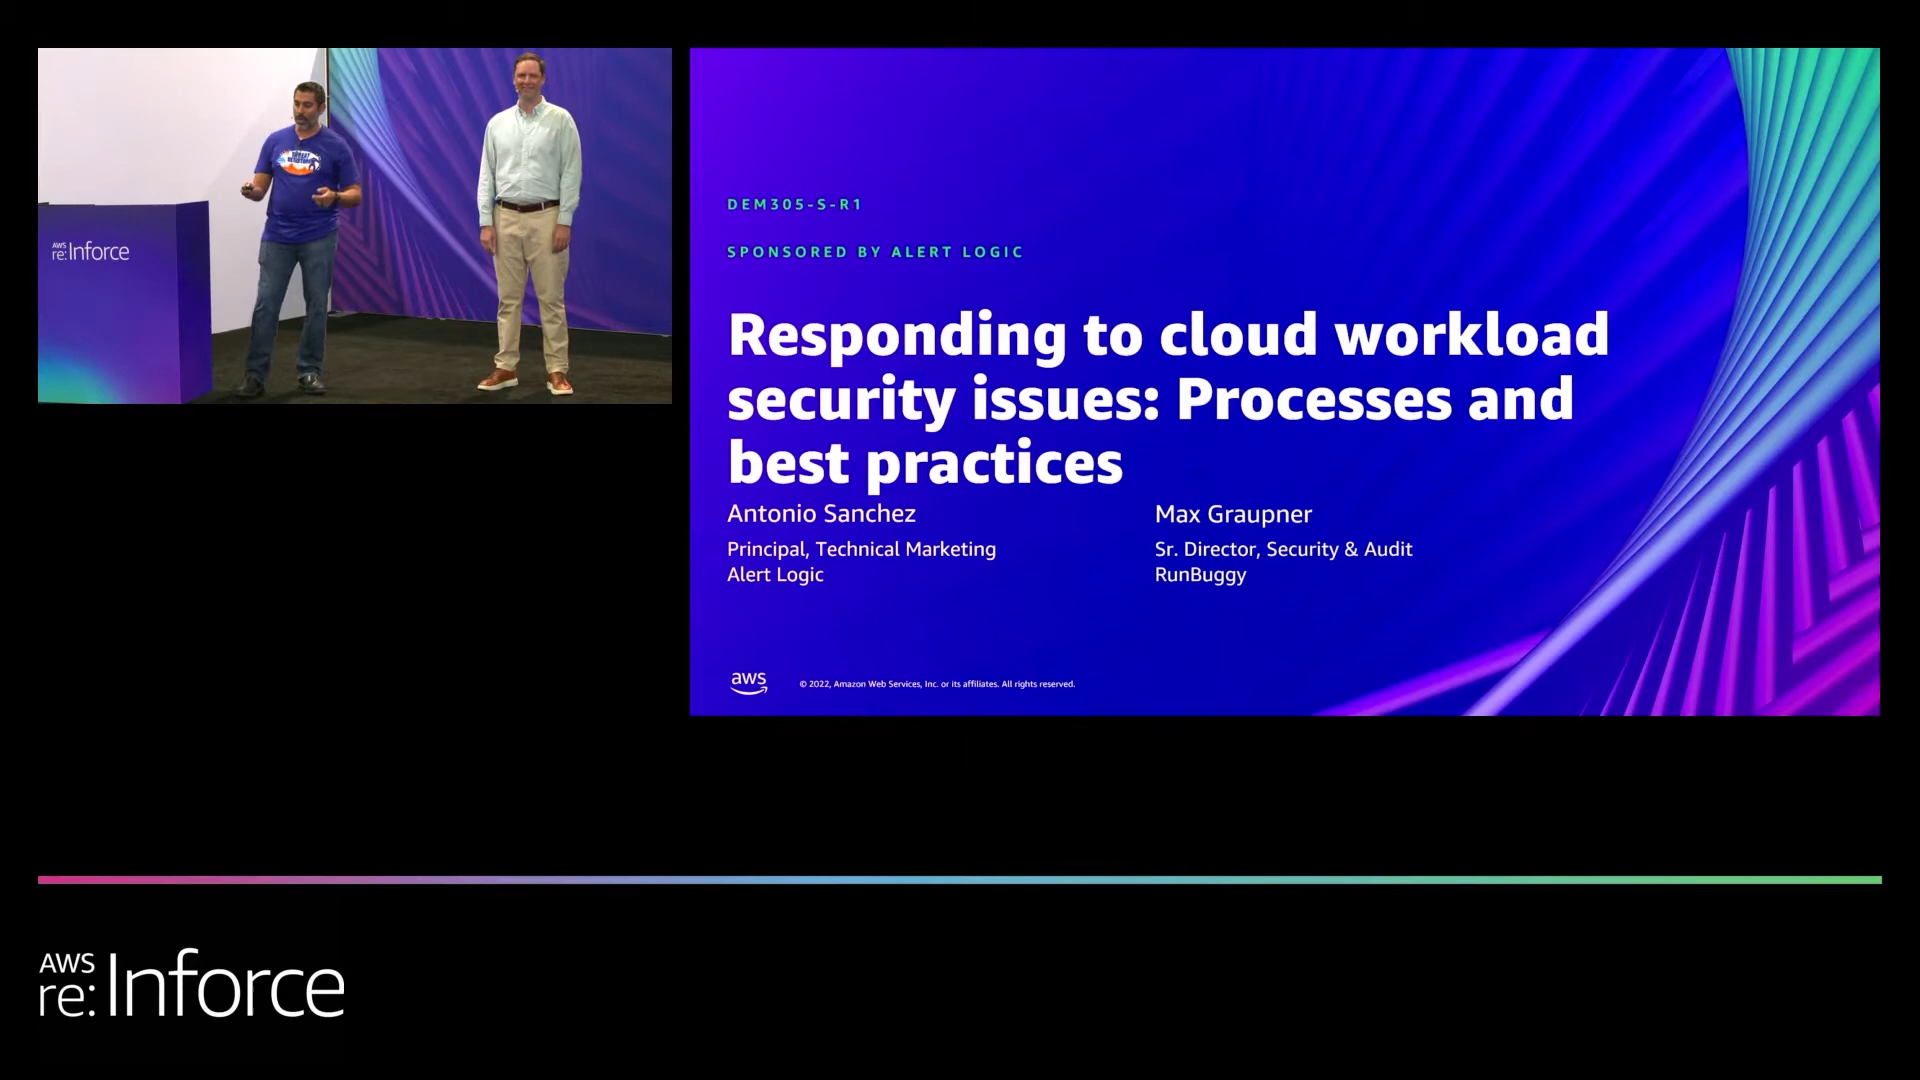 AWS
re:Inforce
DEM305-S-R1
SPONSORED BY ALERT LOGIC
Responding to cloud workload
security issues: Processes and
best practices
Antonio Sanchez
Principal, Technical Marketing
Alert Logic
Max Graupner
Sr. Director, Security & Audit
RunBuggy
aws
© 2022, Amazon Web Services, Inc. or its affiliates. All rights reserved.
AWS
re:Inforce